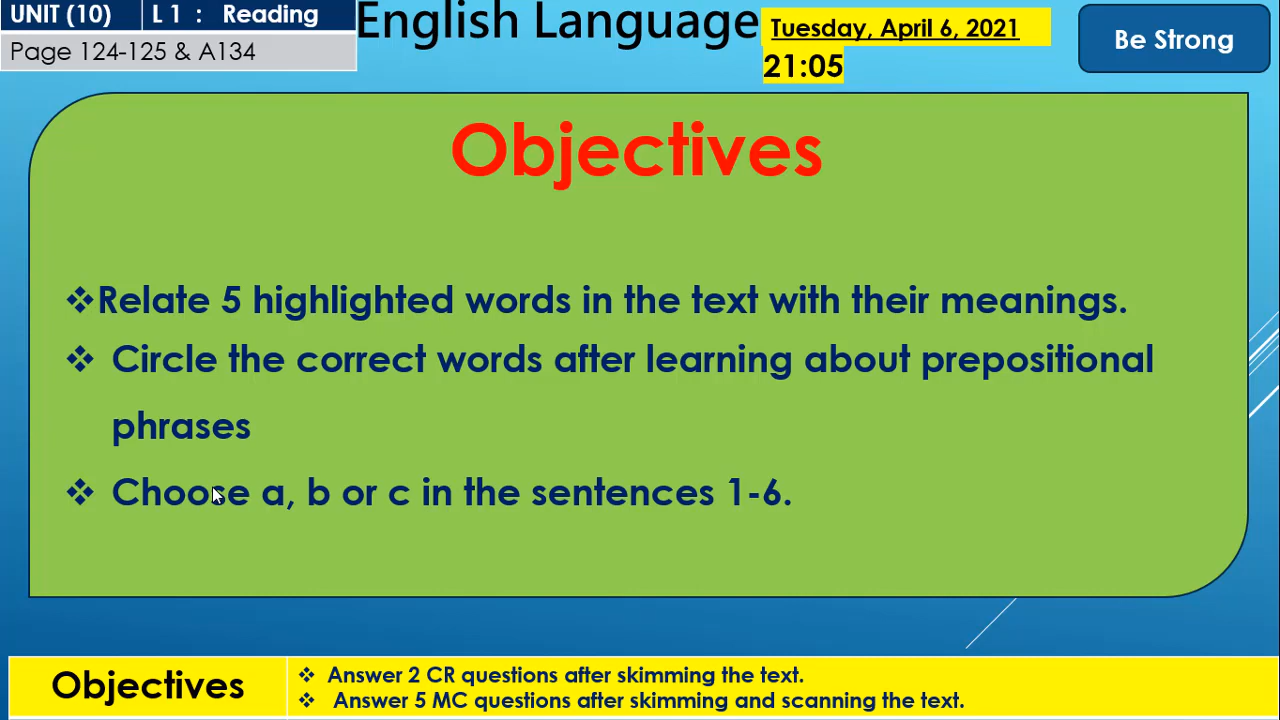 UNIT (10) L 1 : Reading
Page 124-125 & A134
English Language
Tuesday, April 6, 2021
21:05
Be Strong
Objectives
❖Relate 5 highlighted words in the text with their meanings.
❖ Circle the correct words after learning about prepositional
phrases
❖ Choose a, b or c in the sentences 1-6.
Objectives
❖ Answer 2 CR questions after skimming the text.
❖ Answer 5 MC questions after skimming and scanning the text.